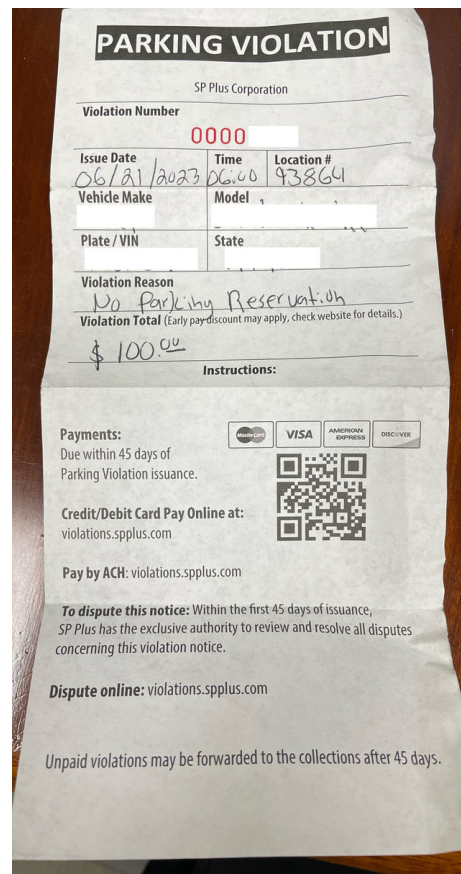 PARKING VIOLATION
SP Plus Corporation
Violation Number
0000
Issue Date Time Location #
06/21/2023 06:40 43864
Vehicle Make Model
Plate / VIN State
Violation Reason
No Parking Reservation
Violation Total (Early pay discount may apply, check website for details.)
$ 100.00
Instructions:
Payments:
MasterCard VISA AMERICAN EXPRESS DISCOVER
Due within 45 days of
Parking Violation issuance.
Credit/Debit Card Pay Online at:
violations.spplus.com
Pay by ACH: violations.spplus.com
To dispute this notice: Within the first 45 days of issuance,
SP Plus has the exclusive authority to review and resolve all disputes
concerning this violation notice.
Dispute online: violations.spplus.com
Unpaid violations may be forwarded to the collections after 45 days.